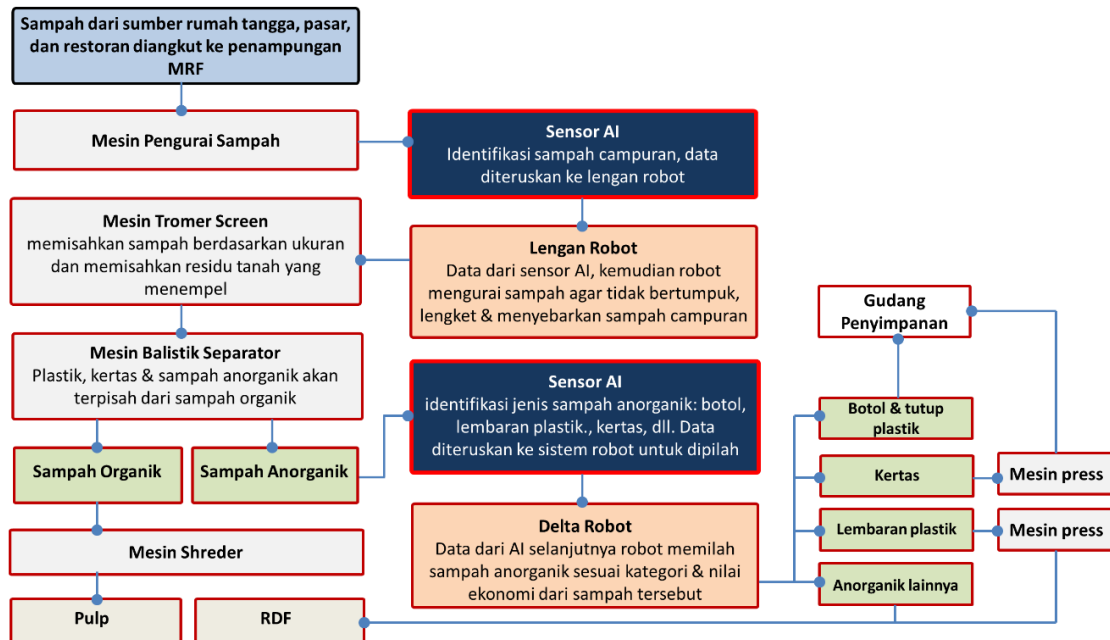 Sampah dari sumber rumah tangga, pasar,
dan restoran diangkut ke penampungan
MRF
Mesin Pengurai Sampah
Sensor AI
Identifikasi sampah campuran, data
diteruskan ke lengan robot
Mesin Tromer Screen
memisahkan sampah berdasarkan ukuran
dan memisahkan residu tanah yang
menempel
Lengan Robot
Data dari sensor AI, kemudian robot
mengurai sampah agar tidak bertumpuk,
lengket & menyebarkan sampah campuran
Mesin Balistik Separator
Plastik, kertas & sampah anorganik akan
terpisah dari sampah organik
Sampah Organik
Sampah Anorganik
Sensor AI
identifikasi jenis sampah anorganik: botol,
lembaran plastik., kertas, dll. Data
diteruskan ke sistem robot untuk dipilah
Mesin Shreder
Pulp
RDF
Delta Robot
Data dari AI selanjutnya robot memilah
sampah anorganik sesuai kategori & nilai
ekonomi dari sampah tersebut
Gudang
Penyimpanan
Botol & tutup
plastik
Kertas
Mesin press
Lembaran plastik
Mesin press
Anorganik lainnya